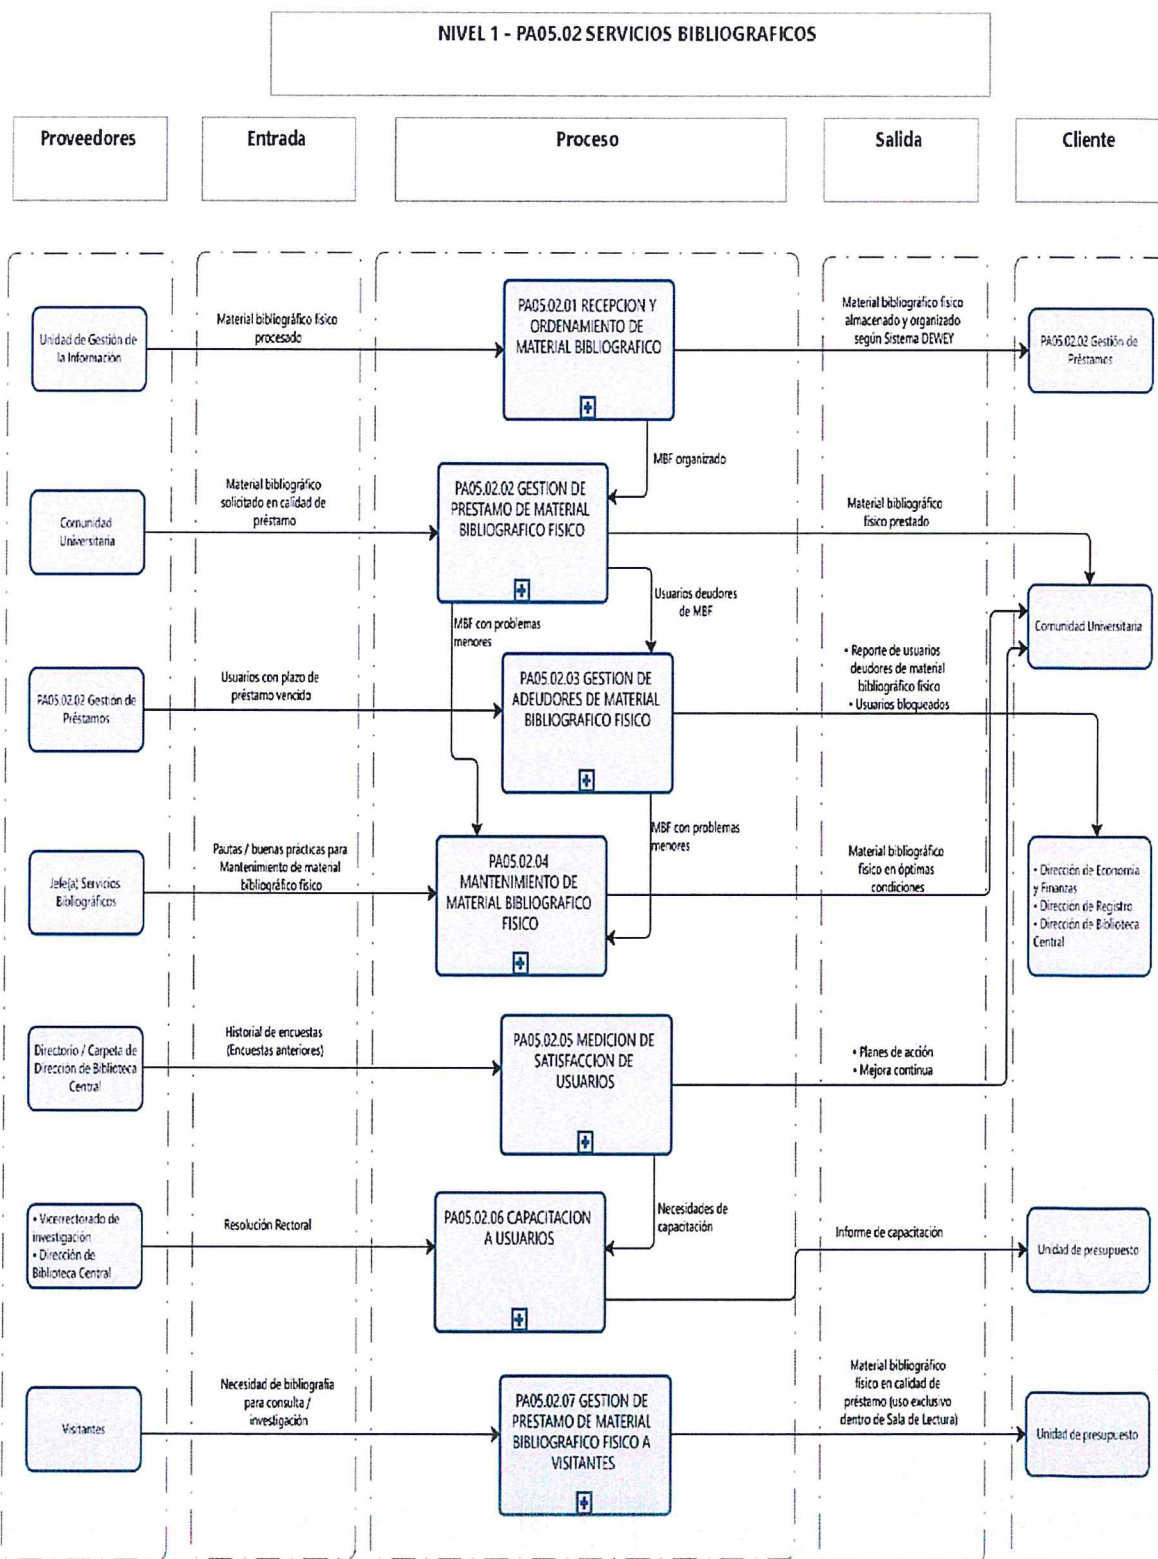 NIVEL 1 - PA05.02 SERVICIOS BIBLIOGRAFICOS
Proveedores
Entrada
Proceso
Salida
Cliente
Unidad de Gestión de
la Información
Material bibliográfico físico
procesado
PA05.02.01 RECEPCION Y
ORDENAMIENTO DE
MATERIAL BIBLIOGRAFICO
Material bibliográfico físico
almacenado y organizado
según Sistema DEWEY
PA05.02.02 Gestión de
Préstamos
MBF organizado
Comunidad
Universitaria
Material bibliográfico
solicitado en calidad de
préstamo
PA05.02.02 GESTION DE
PRESTAMO DE MATERIAL
BIBLIOGRAFICO FISICO
Material bibliográfico
físico prestado
Comunidad Universitaria
Usuarios deudores
de MBF
MBF con problemas
menores
PA05.02.02 Gestión de
Préstamos
Usuarios con plazo de
préstamo vencido
PA05.02.03 GESTION DE
ADEUDORES DE MATERIAL
BIBLIOGRAFICO FISICO
• Reporte de usuarios
deudores de material
bibliográfico físico
• Usuarios bloqueados
MBF con problemas
menores
Jefe(a) Servicios
Bibliográficos
Pautas / buenas prácticas para
Mantenimiento de material
bibliográfico físico
PA05.02.04
MANTENIMIENTO DE
MATERIAL BIBLIOGRAFICO
FISICO
Material bibliográfico
físico en óptimas
condiciones
• Dirección de Economía
y Finanzas
• Dirección de Registro
• Dirección de Biblioteca
Central
Directorio / Carpeta de
Dirección de Biblioteca
Central
Historial de encuestas
(Encuestas anteriores)
PA05.02.05 MEDICION DE
SATISFACCION DE
USUARIOS
• Planes de acción
• Mejora continua
Necesidades de
capacitación
• Vicerrectorado de
investigación
• Dirección de
Biblioteca Central
Resolución Rectoral
PA05.02.06 CAPACITACION
A USUARIOS
Informe de capacitación
Unidad de presupuesto
Visitantes
Necesidad de bibliografia
para consulta /
investigación
PA05.02.07 GESTION DE
PRESTAMO DE MATERIAL
BIBLIOGRAFICO FISICO A
VISITANTES
Material bibliográfico
físico en calidad de
préstamo (uso exclusivo
dentro de Sala de Lectura)
Unidad de presupuesto